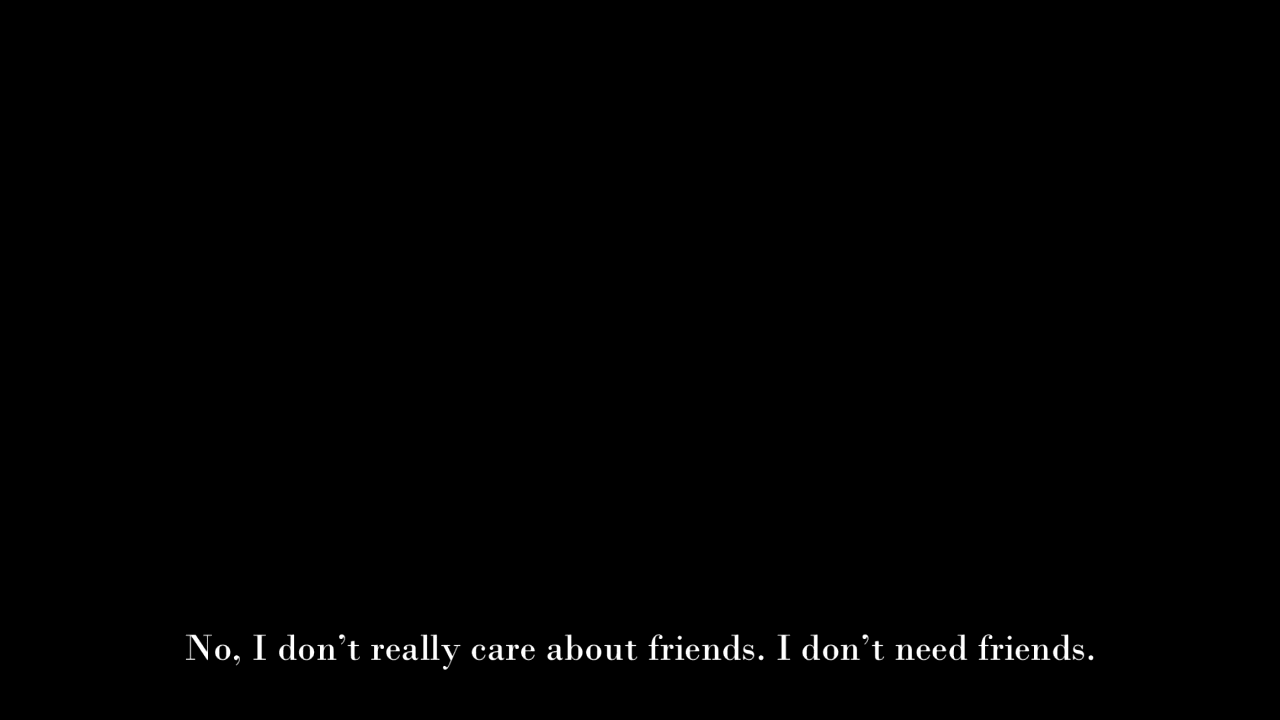 No, I don’t really care about friends. I don’t need friends.